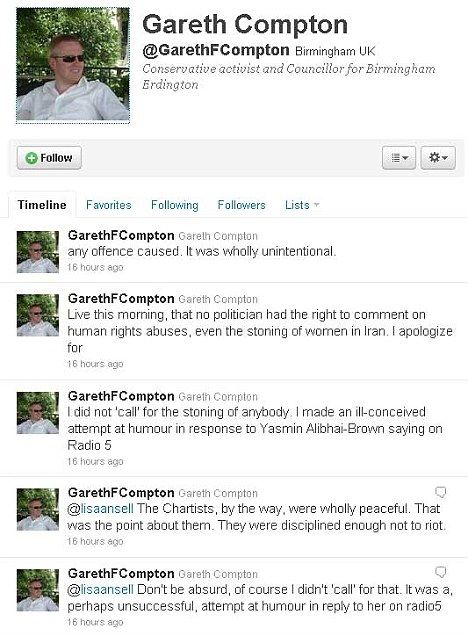 Gareth Compton
@GarethFCompton Birmingham UK
Conservative activist and Councillor for Birmingham
Erdington
Follow
Timeline Favorites Following Followers Lists
GarethFCompton Gareth Compton
any offence caused. It was wholly unintentional.
16 hours ago
GarethFCompton Gareth Compton
Live this morning, that no politician had the right to comment on
human rights abuses, even the stoning of women in Iran. I apologize
for
16 hours ago
GarethFCompton Gareth Compton
I did not 'call' for the stoning of anybody. I made an ill-conceived
attempt at humour in response to Yasmin Alibhai-Brown saying on
Radio 5
16 hours ago
GarethFCompton Gareth Compton
@lisaansell The Chartists, by the way, were wholly peaceful. That
was the point about them. They were disciplined enough not to riot.
16 hours ago
GarethFCompton Gareth Compton
@lisaansell Don't be absurd, of course I didn't 'call' for that. It was a,
perhaps unsuccessful, attempt at humour in reply to her on radio5
16 hours ago